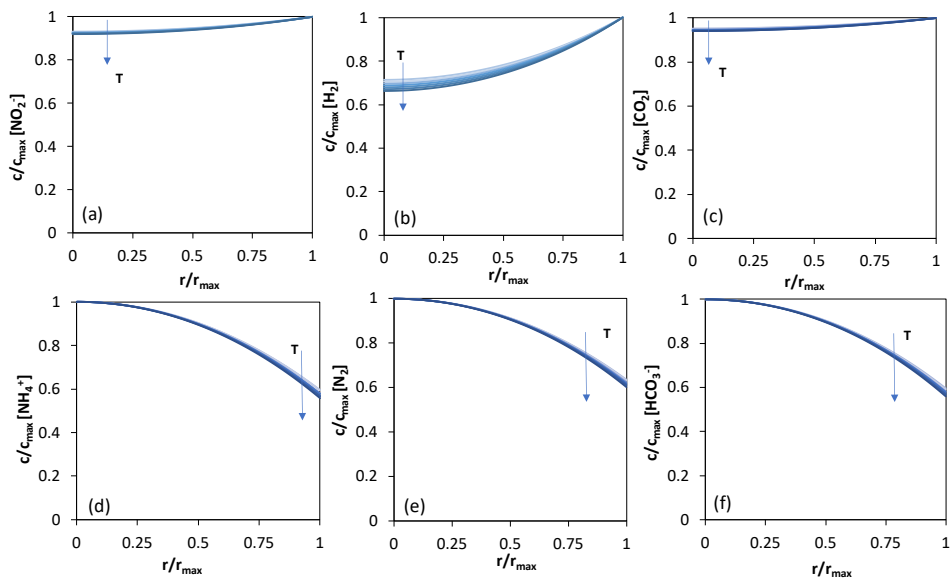 1
0.8
0.6
0.4
0.2
0
c/cmax [NO2-]
T
(a)
0 0.25 0.5 0.75 1
r/rmax
1
0.8
0.6
0.4
0.2
0
c/cmax [H2]
T
(b)
0 0.25 0.5 0.75 1
r/rmax
1
0.8
0.6
0.4
0.2
0
c/cmax [CO2]
T
(c)
0 0.25 0.5 0.75 1
r/rmax
1
0.8
0.6
0.4
0.2
0
c/cmax [NH4+]
T
(d)
0 0.25 0.5 0.75 1
r/rmax
1
0.8
0.6
0.4
0.2
0
c/cmax [N2]
T
(e)
0 0.25 0.5 0.75 1
r/rmax
1
0.8
0.6
0.4
0.2
0
c/cmax [HCO3-]
T
(f)
0 0.25 0.5 0.75 1
r/rmax